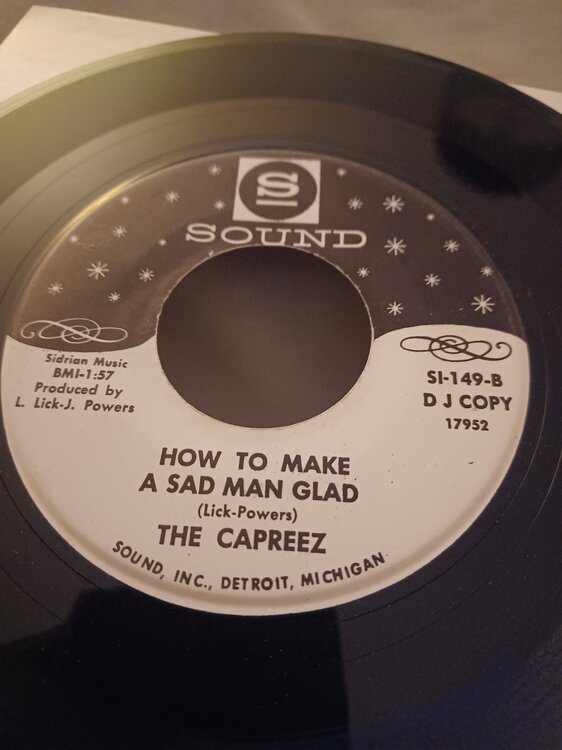 S
SOUND
Sidrian Music
BMI-1:57
Produced by
L. Lick-J. Powers
SI-149-B
D J COPY
17952
HOW TO MAKE
A SAD MAN GLAD
(Lick-Powers)
THE CAPREEZ
SOUND, INC., DETROIT, MICHIGAN